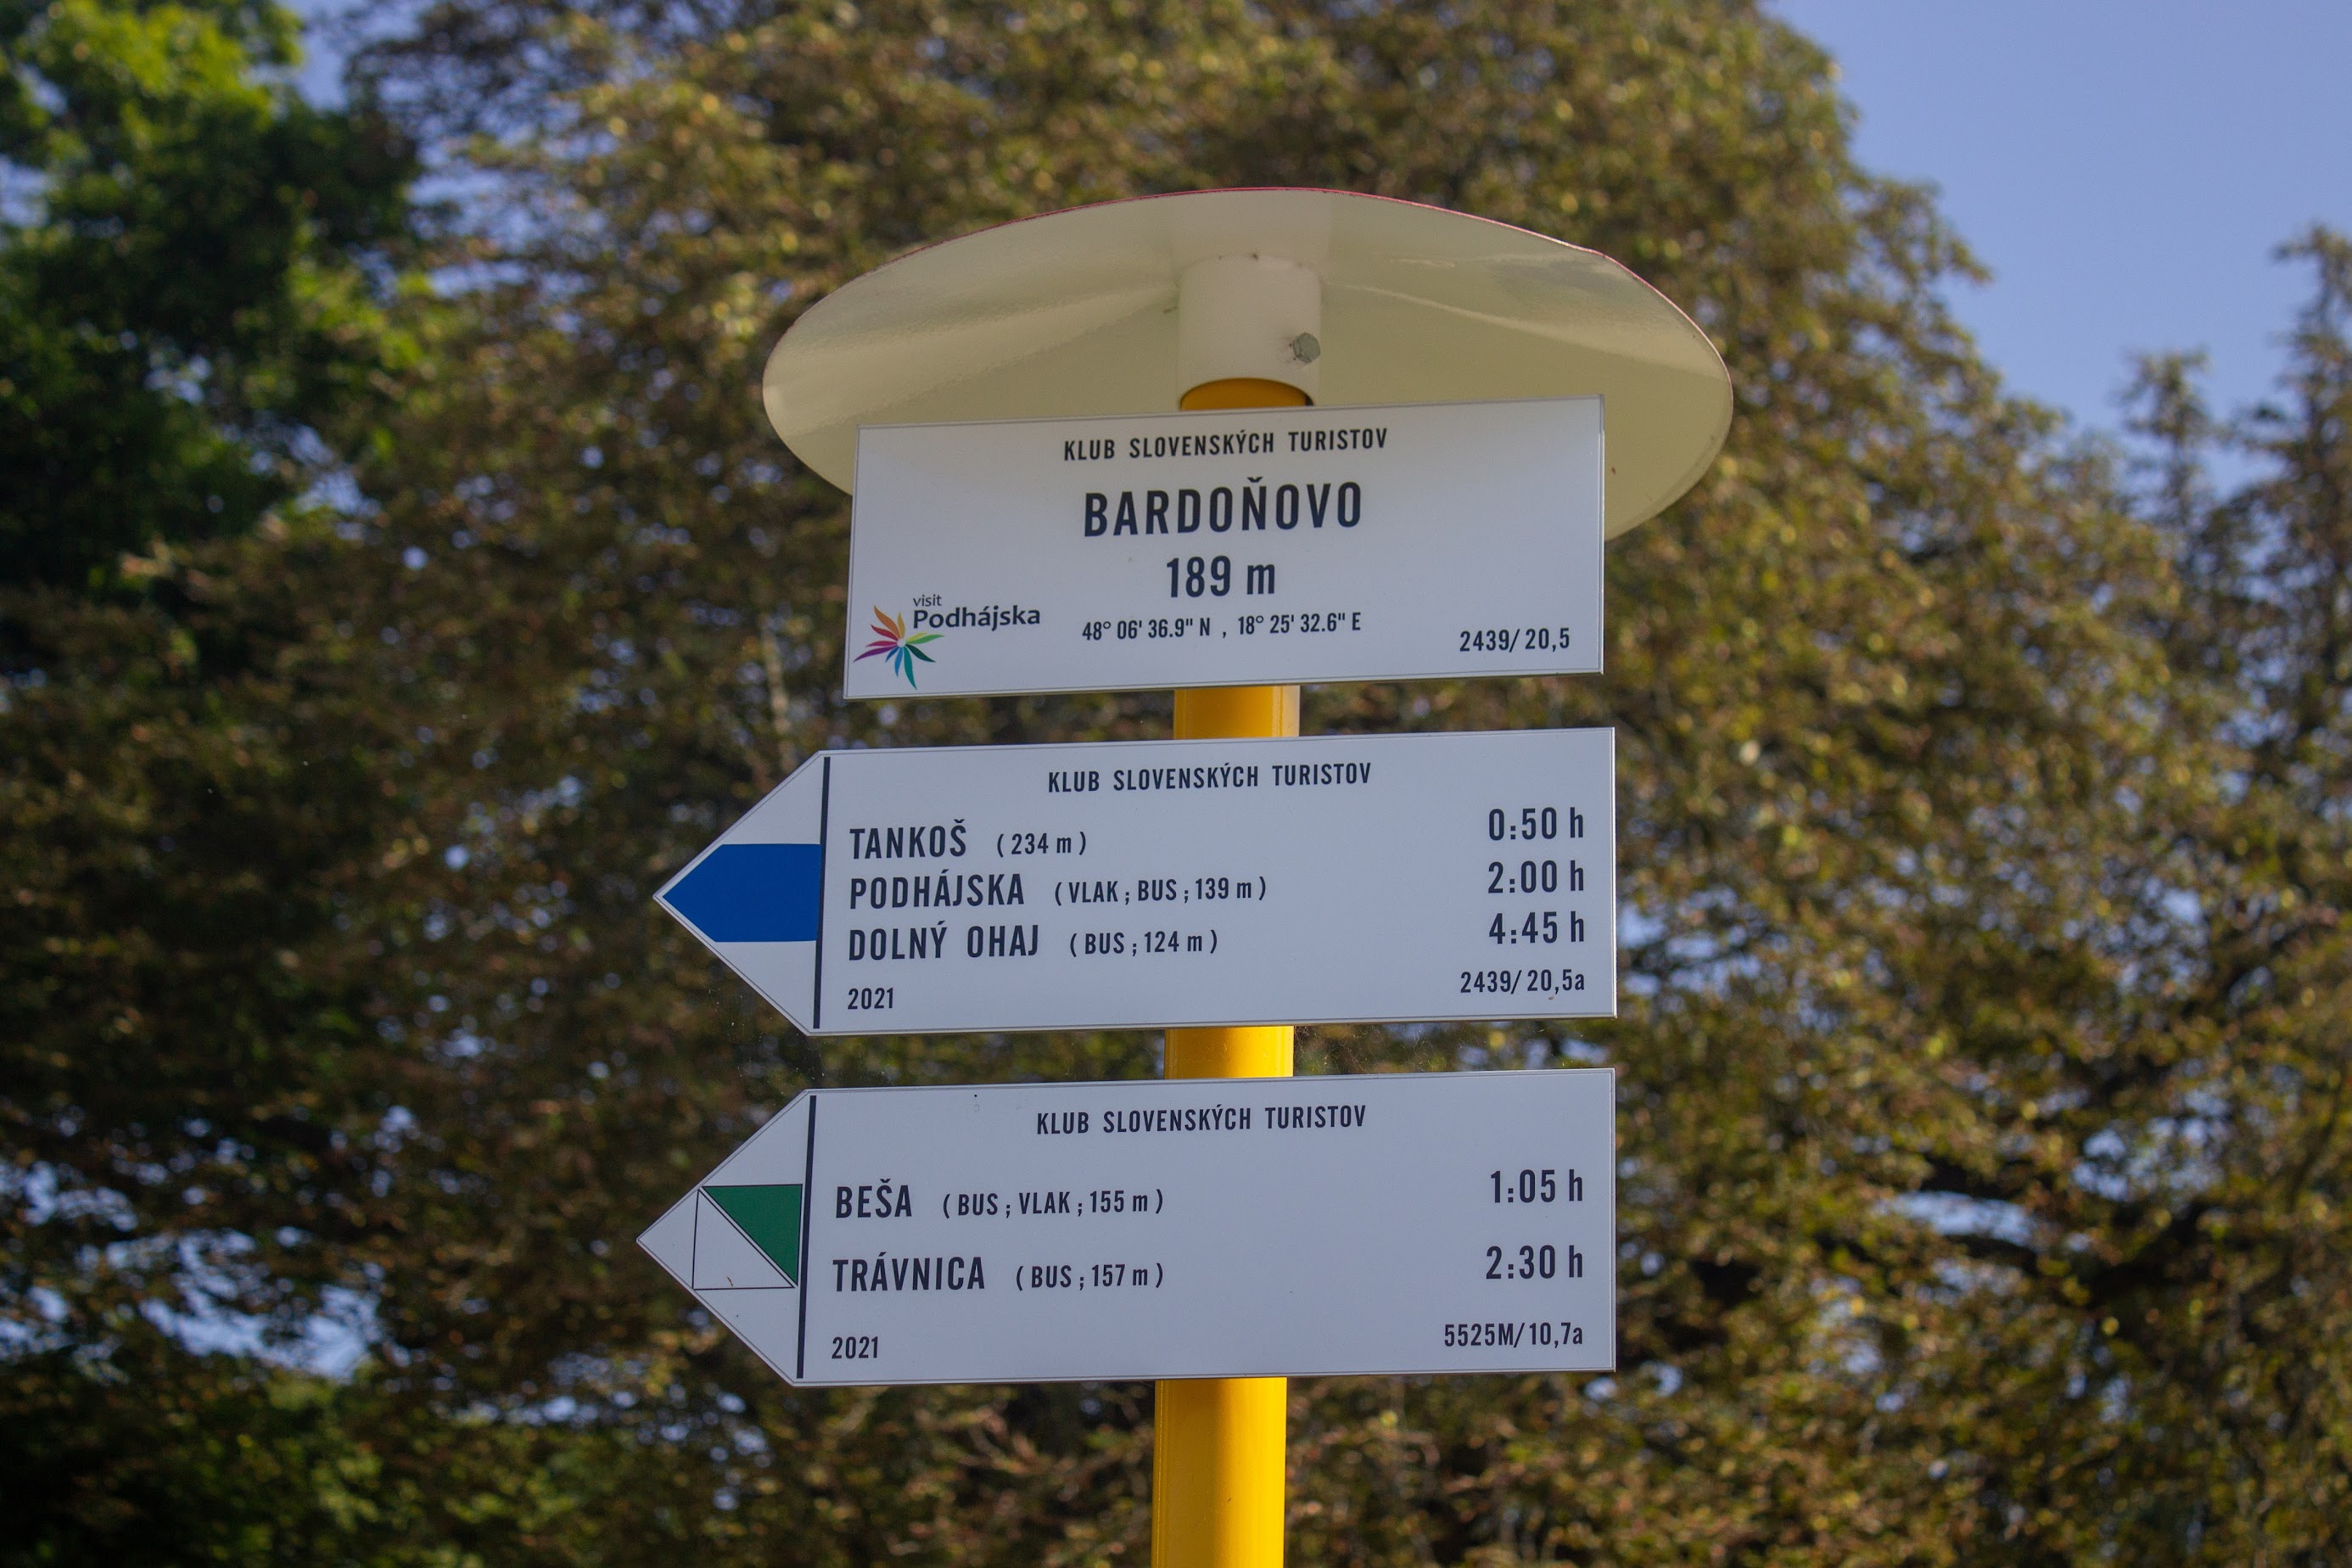 KLUB SLOVENSKÝCH TURISTOV
BARDOŇOVO
189 m
visit
Podhájska
48° 06' 36.9" N , 18° 25' 32.6" E
2439/20,5
KLUB SLOVENSKÝCH TURISTOV
TANKOŠ (234 m) 0:50 h
PODHÁJSKA (VLAK; BUS; 139 m) 2:00 h
DOLNÝ OHAJ (BUS; 124 m) 4:45 h
2021 2439/20,5a
KLUB SLOVENSKÝCH TURISTOV
BEŠA (BUS; VLAK; 155 m) 1:05 h
TRÁVNICA (BUS; 157 m) 2:30 h
2021 5525M/10,7a